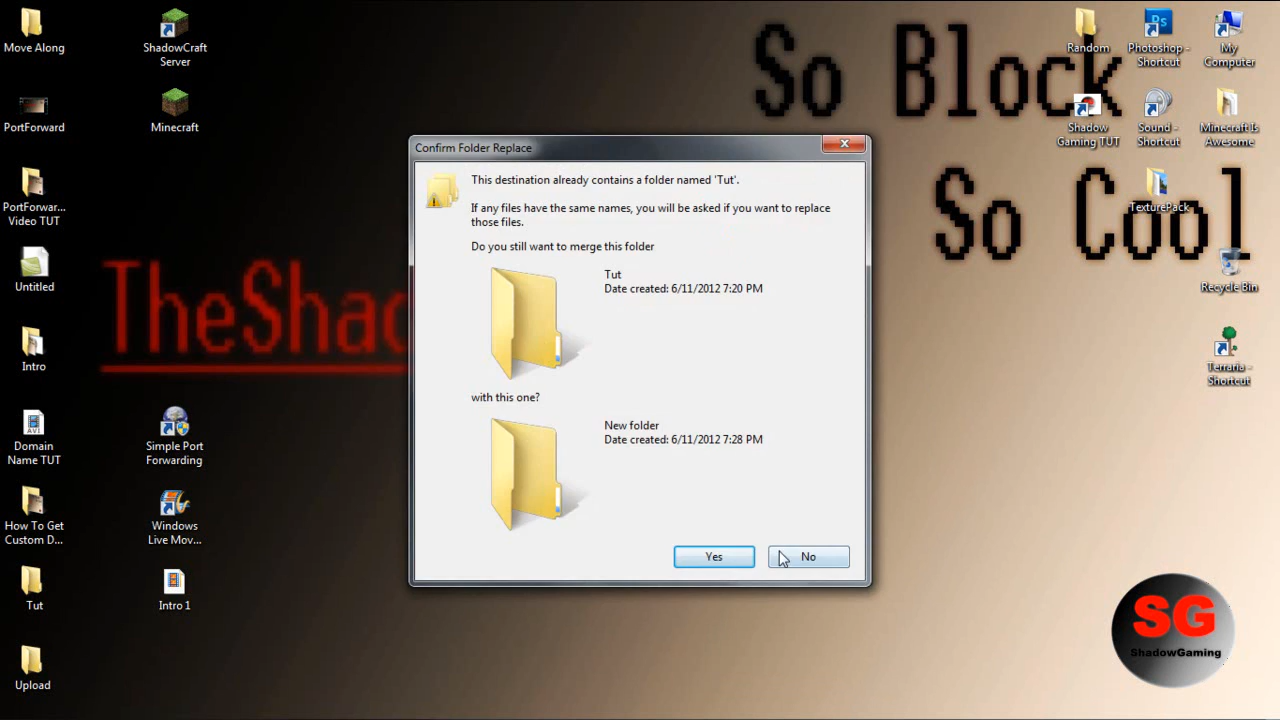 Move Along
ShadowCraft
Server
PortForward
Minecraft
PortForwar...
Video TUT
Untitled
Intro
Domain
Name TUT
Simple Port
Forwarding
How To Get
Custom D...
Windows
Live Mov...
Tut
Intro 1
Upload
TheShad
So Block
So Cool
Confirm Folder Replace
This destination already contains a folder named 'Tut'.
If any files have the same names, you will be asked if you want to replace
those files.
Do you still want to merge this folder
Tut
Date created: 6/11/2012 7:20 PM
with this one?
New folder
Date created: 6/11/2012 7:28 PM
Yes
No
Random
Photoshop -
Shortcut
My
Computer
Shadow
Gaming TUT
Sound -
Shortcut
Minecraft Is
Awesome
TexturePack
Recycle Bin
Terraria -
Shortcut
Ps
AVI
SG
ShadowGaming